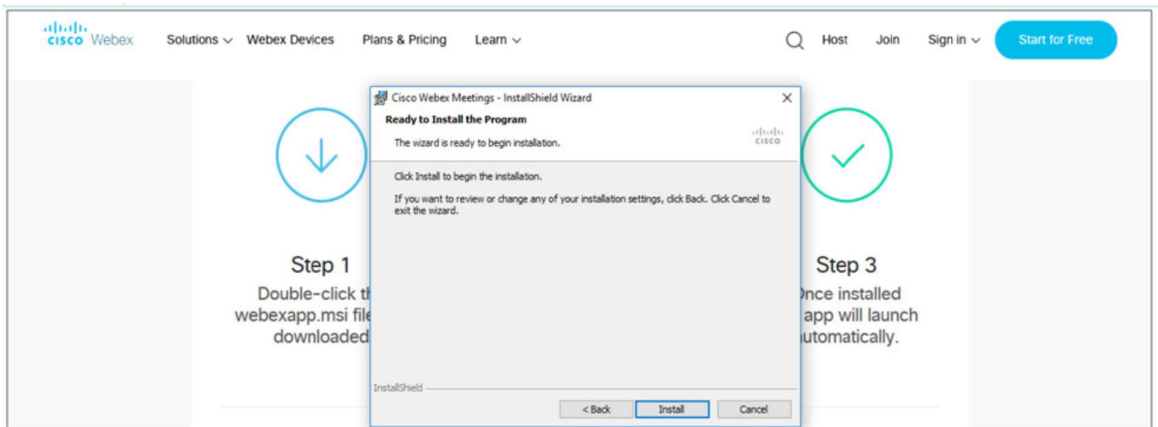 CISCO Webex Solutions Webex Devices Plans & Pricing Learn Host Join Sign in Start for Free
Cisco Webex Meetings - InstallShield Wizard
Ready to Install the Program
The wizard is ready to begin installation.
CISCO
Click Install to begin the installation.
If you want to review or change any of your installation settings, click Back. Click Cancel to
exit the wizard.
InstallShield
< Back Install Cancel
Step 1
Double-click th
webexapp.msi file
downloaded
Step 3
Once installed
app will launch
automatically.